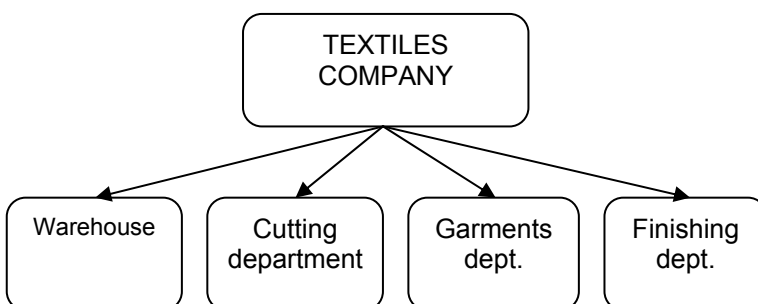 TEXTILES
COMPANY
Warehouse
Cutting
department
Garments
dept.
Finishing
dept.